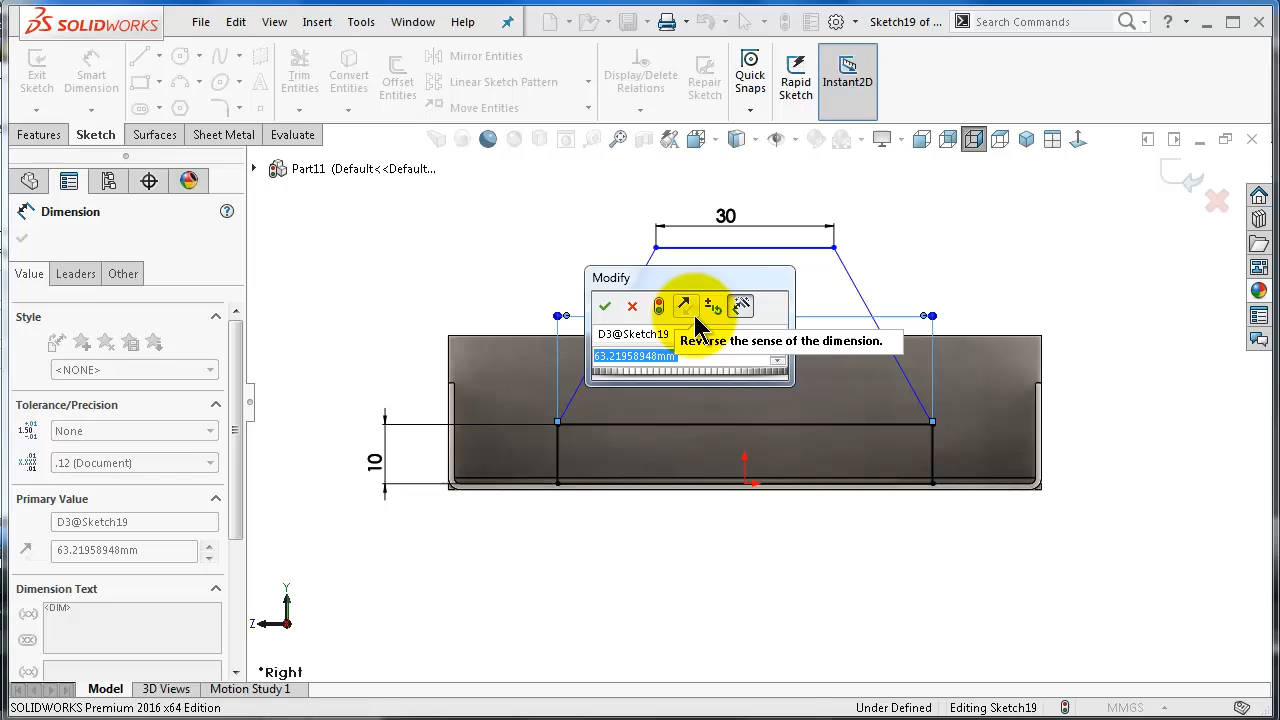 SOLIDWORKS File Edit View Insert Tools Window Help Sketch19 of ... Search Commands ?
Exit Sketch
Smart Dimension
Trim Entities
Convert Entities
Offset Entities
Mirror Entities
Linear Sketch Pattern
Move Entities
Display/Delete Relations
Repair Sketch
Quick Snaps
Rapid Sketch
Instant2D
Features Sketch Surfaces Sheet Metal Evaluate
Part11 (Default<<Default...
Dimension
Value Leaders Other
Style
<NONE>
Tolerance/Precision
None
.12 (Document)
Primary Value
D3@Sketch19
63.21958948mm
Dimension Text
<DIM>
30
Modify
D3@Sketch19
Reverse the sense of the dimension.
63.21958948mm
10
Y
Z
*Right
Model 3D Views Motion Study 1
SOLIDWORKS Premium 2016 x64 Edition Under Defined Editing Sketch19 MMGS